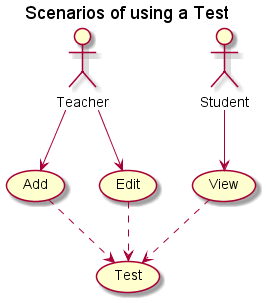 Scenarios of using a Test
Teacher
Student
Add
Edit
View
Test